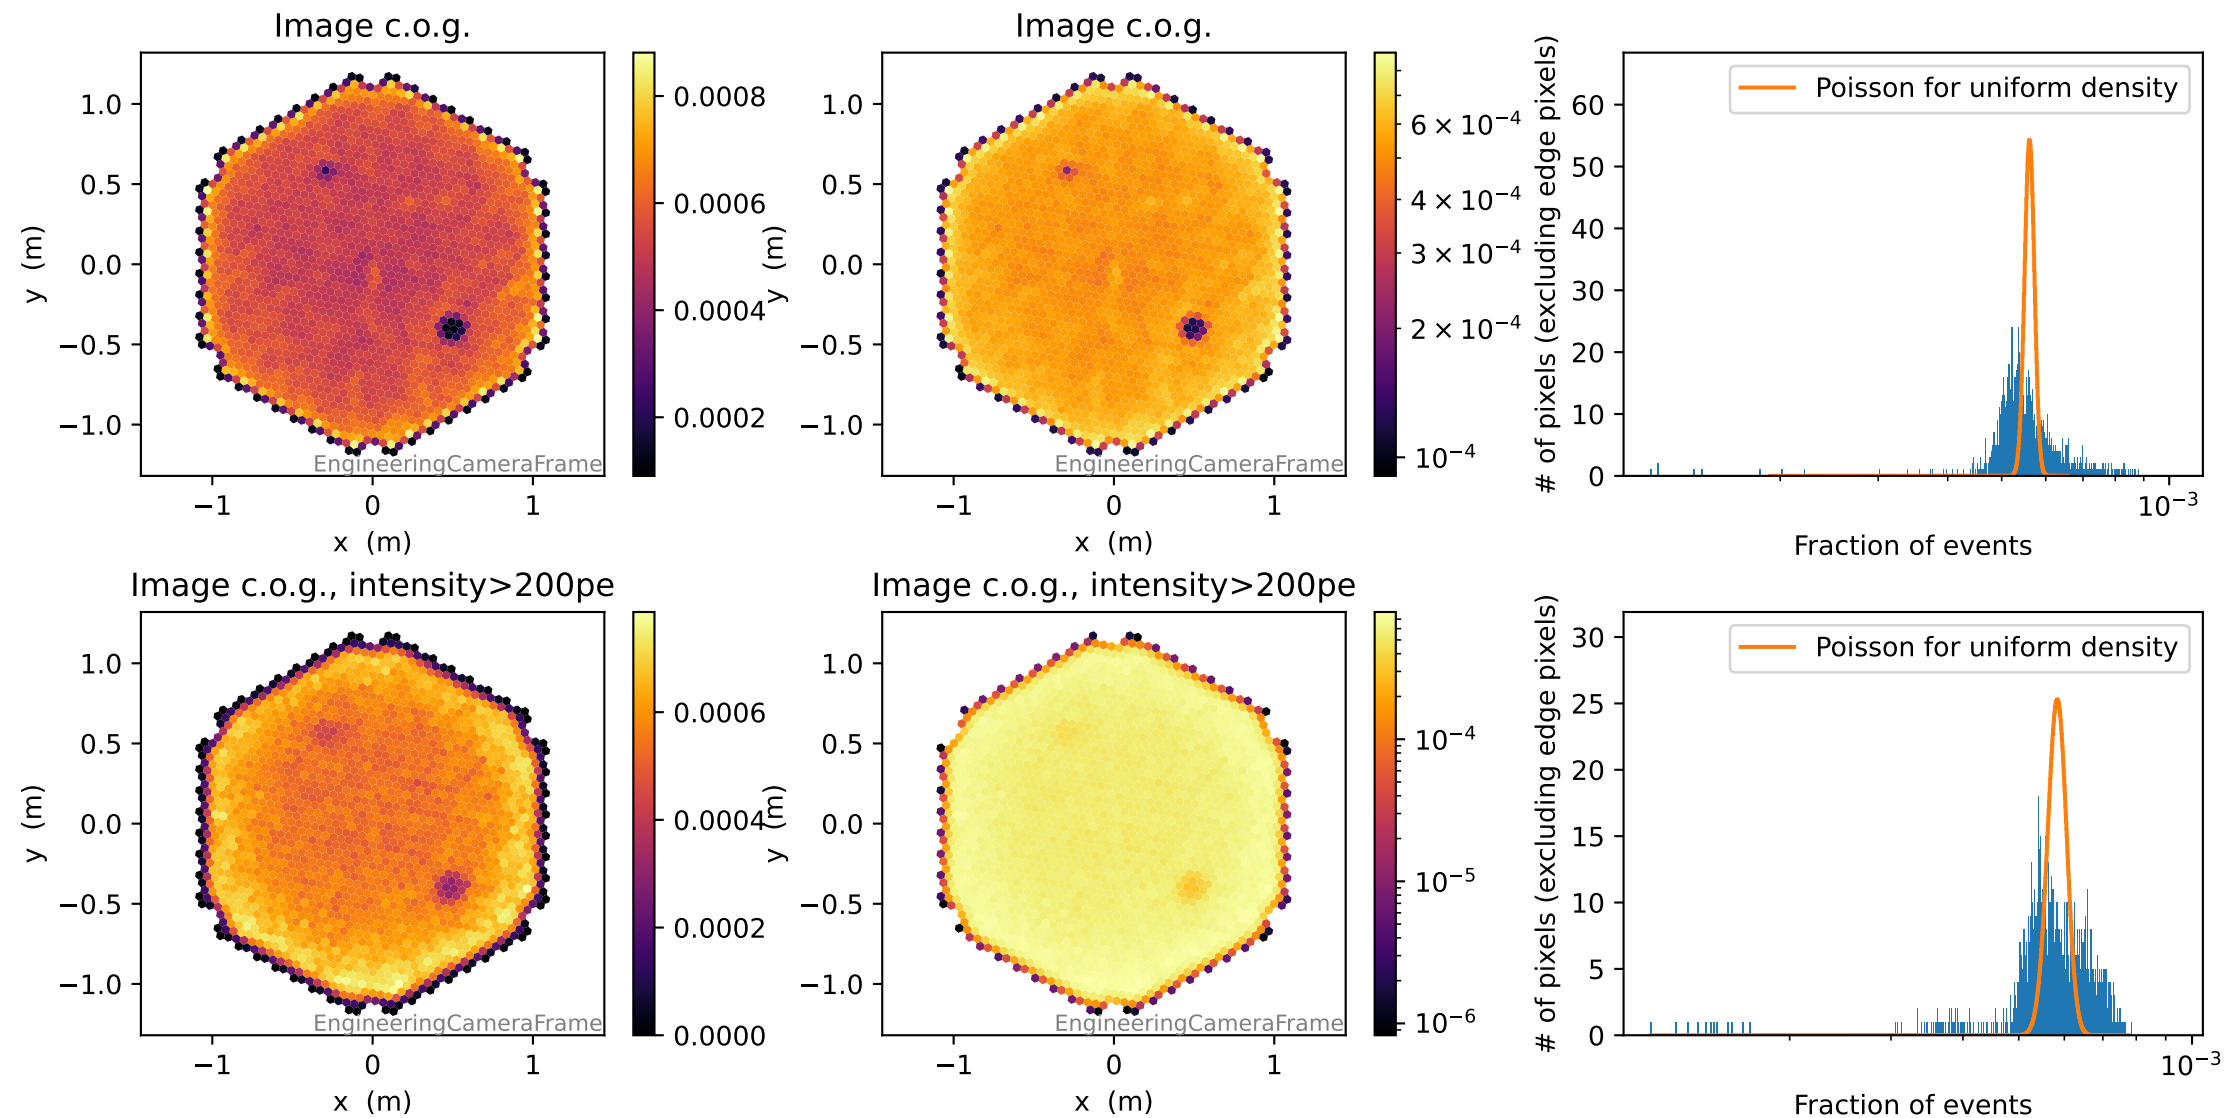 Image c.o.g.
1.0
0.5
0.0
−0.5
−1.0
y (m)
EngineeringCameraFrame
−1
0
1
x (m)
0.0008
0.0006
0.0004
0.0002
Image c.o.g.
1.0
0.5
0.0
−0.5
−1.0
y (m)
EngineeringCameraFrame
−1
0
1
x (m)
6 × 10⁻⁴
4 × 10⁻⁴
3 × 10⁻⁴
2 × 10⁻⁴
10⁻⁴
# of pixels (excluding edge pixels)
60
50
40
30
20
10
0
Poisson for uniform density
10⁻³
Fraction of events
Image c.o.g., intensity>200pe
1.0
0.5
0.0
−0.5
−1.0
y (m)
EngineeringCameraFrame
−1
0
1
x (m)
0.0006
0.0004
0.0002
0.0000
Image c.o.g., intensity>200pe
1.0
0.5
0.0
−0.5
−1.0
y (m)
EngineeringCameraFrame
−1
0
1
x (m)
10⁻⁴
10⁻⁵
10⁻⁶
# of pixels (excluding edge pixels)
30
25
20
15
10
5
0
Poisson for uniform density
10⁻³
Fraction of events